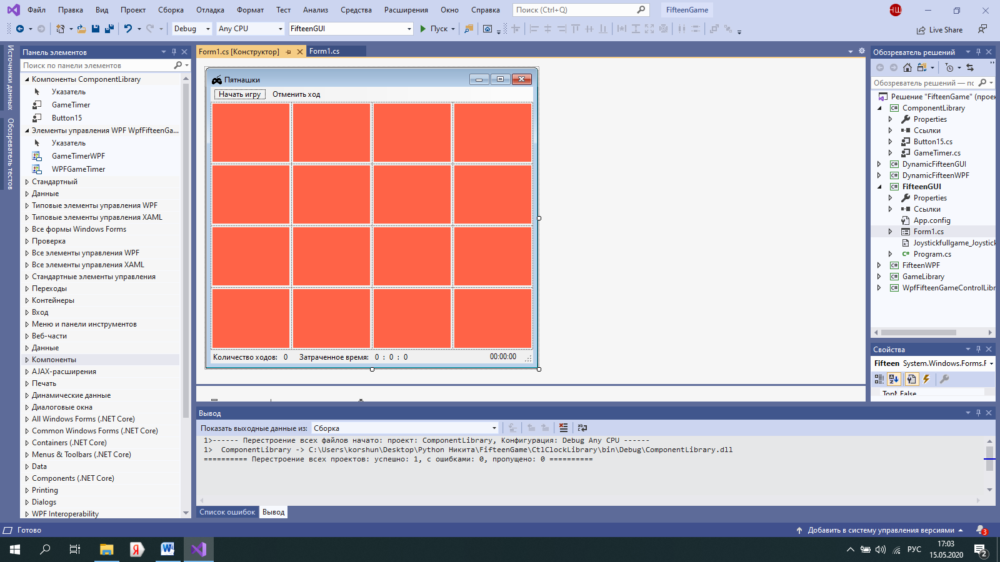 Файл Правка Вид Проект Сборка Отладка Формат Тест Анализ Средства Расширения Окно Справка Поиск (Ctrl+Q) FifteenGame НШ
Debug Any CPU FifteenGUI Пуск Live Share
Источники данных
Обозреватель тестов
Панель элементов
Поиск по панели элементов
Компоненты ComponentLibrary
Указатель
GameTimer
Button15
Элементы управления WPF WpfFifteenGa...
Указатель
GameTimerWPF
WPFGameTimer
Стандартный
Данные
Типовые элементы управления WPF
Типовые элементы управления XAML
Все формы Windows Forms
Проверка
Все элементы управления WPF
Все элементы управления XAML
Стандартные элементы управления
Переходы
Контейнеры
Вход
Меню и панели инструментов
Веб-части
Данные
Компоненты
AJAX-расширения
Печать
Динамические данные
Диалоговые окна
All Windows Forms (.NET Core)
Common Windows Forms (.NET Core)
Containers (.NET Core)
Menus & Toolbars (.NET Core)
Data
Components (.NET Core)
Printing
Dialogs
WPF Interoperability
Form1.cs [Конструктор] Form1.cs
Пятнашки
Начать игру Отменить ход
Количество ходов: 0 Затраченное время: 0 : 0 : 0 00:00:00
Вывод
Показать выходные данные из: Сборка
1>------ Перестроение всех файлов начато: проект: ComponentLibrary, Конфигурация: Debug Any CPU ------
1> ComponentLibrary -> C:\Users\korshun\Desktop\Python Никита\FifteenGame\CtlClockLibrary\bin\Debug\ComponentLibrary.dll
========== Перестроение всех проектов: успешно: 1, с ошибками: 0, пропущено: 0 ==========
Список ошибок Вывод
Обозреватель решений
Обозреватель решений — по
Решение "FifteenGame" (проек
ComponentLibrary
Properties
Ссылки
Button15.cs
GameTimer.cs
DynamicFifteenGUI
DynamicFifteenWPF
FifteenGUI
Properties
Ссылки
App.config
Form1.cs
Joystickfullgame_Joystick
Program.cs
FifteenWPF
GameLibrary
WpfFifteenGameControlLibr
Свойства
Fifteen System.Windows.Forms.F
TopM False
Готово Добавить в систему управления версиями 3
РУС 17:03
15.05.2020 2